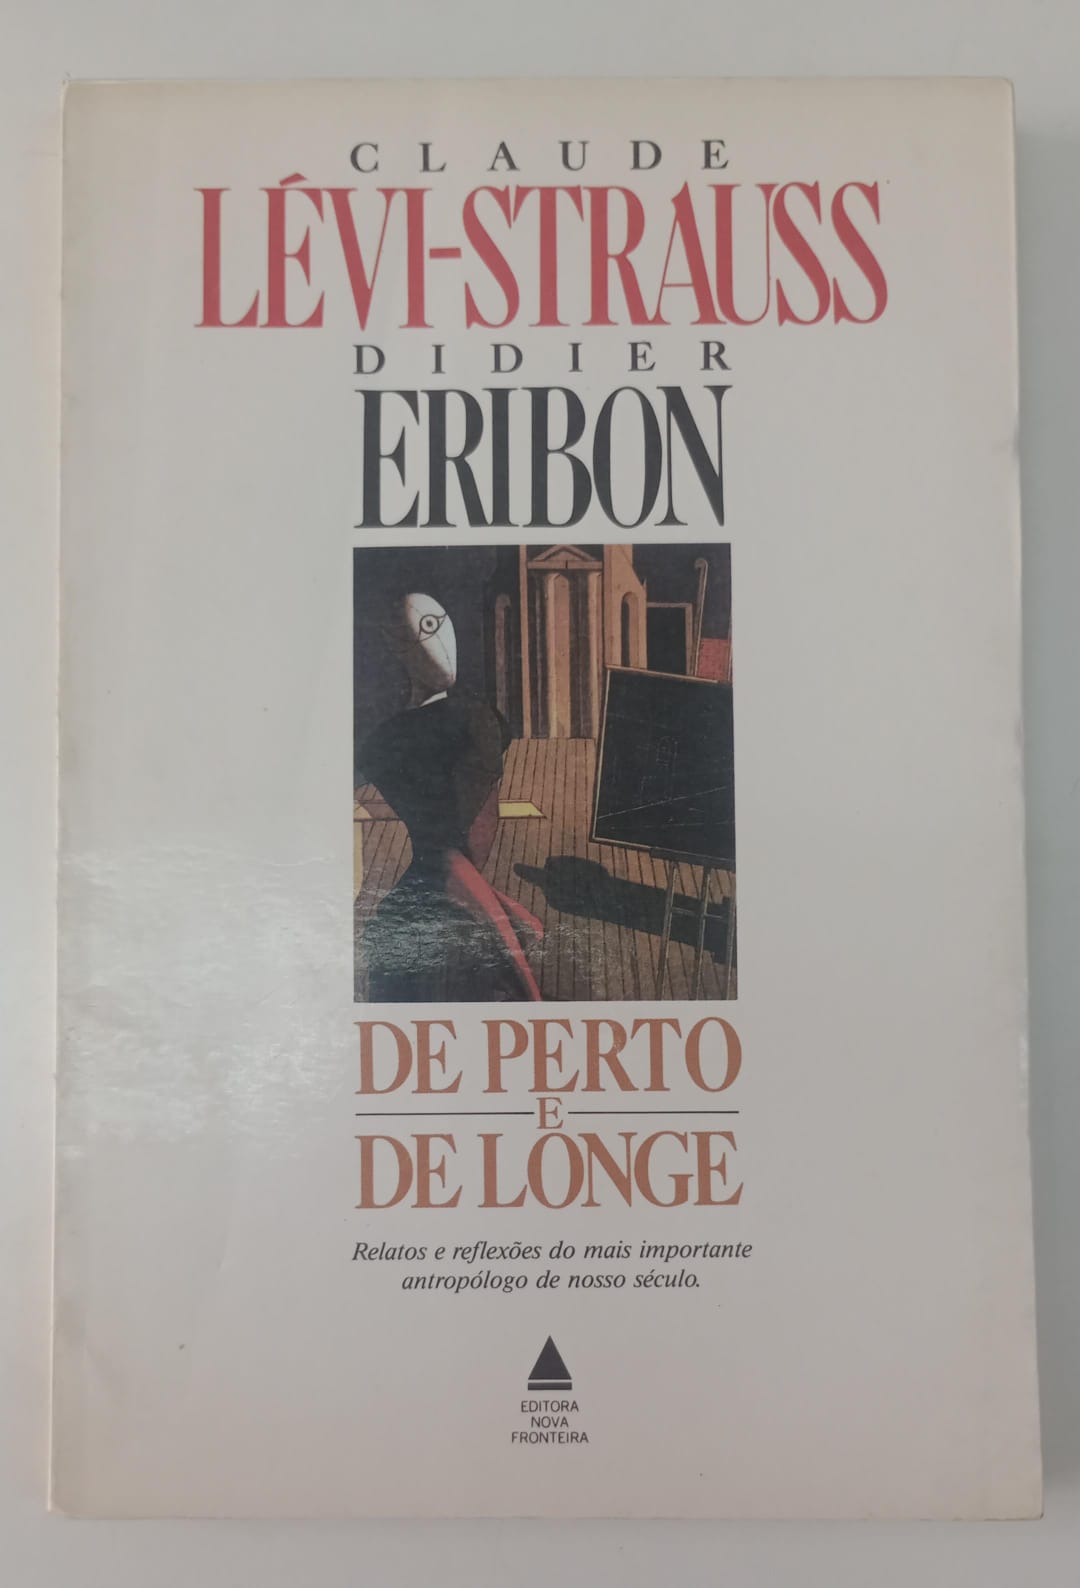 CLAUDE
LÉVI-STRAUSS
DIDIER
ERIBON
DE PERTO
E
DE LONGE
Relatos e reflexões do mais importante
antropólogo de nosso século.
EDITORA
NOVA
FRONTEIRA